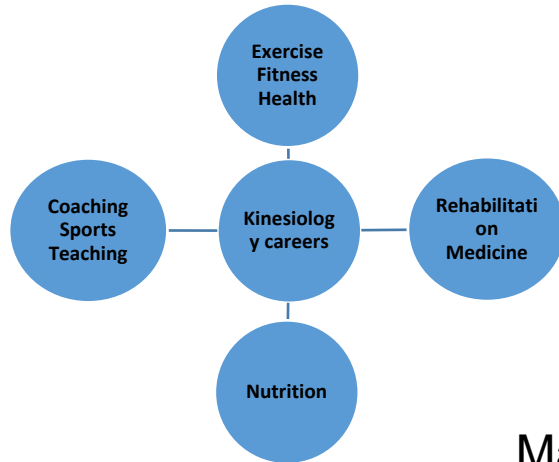 Exercise
Fitness
Health
Coaching
Sports
Teaching
Kinesiolog
y careers
Rehabilitati
on
Medicine
Nutrition